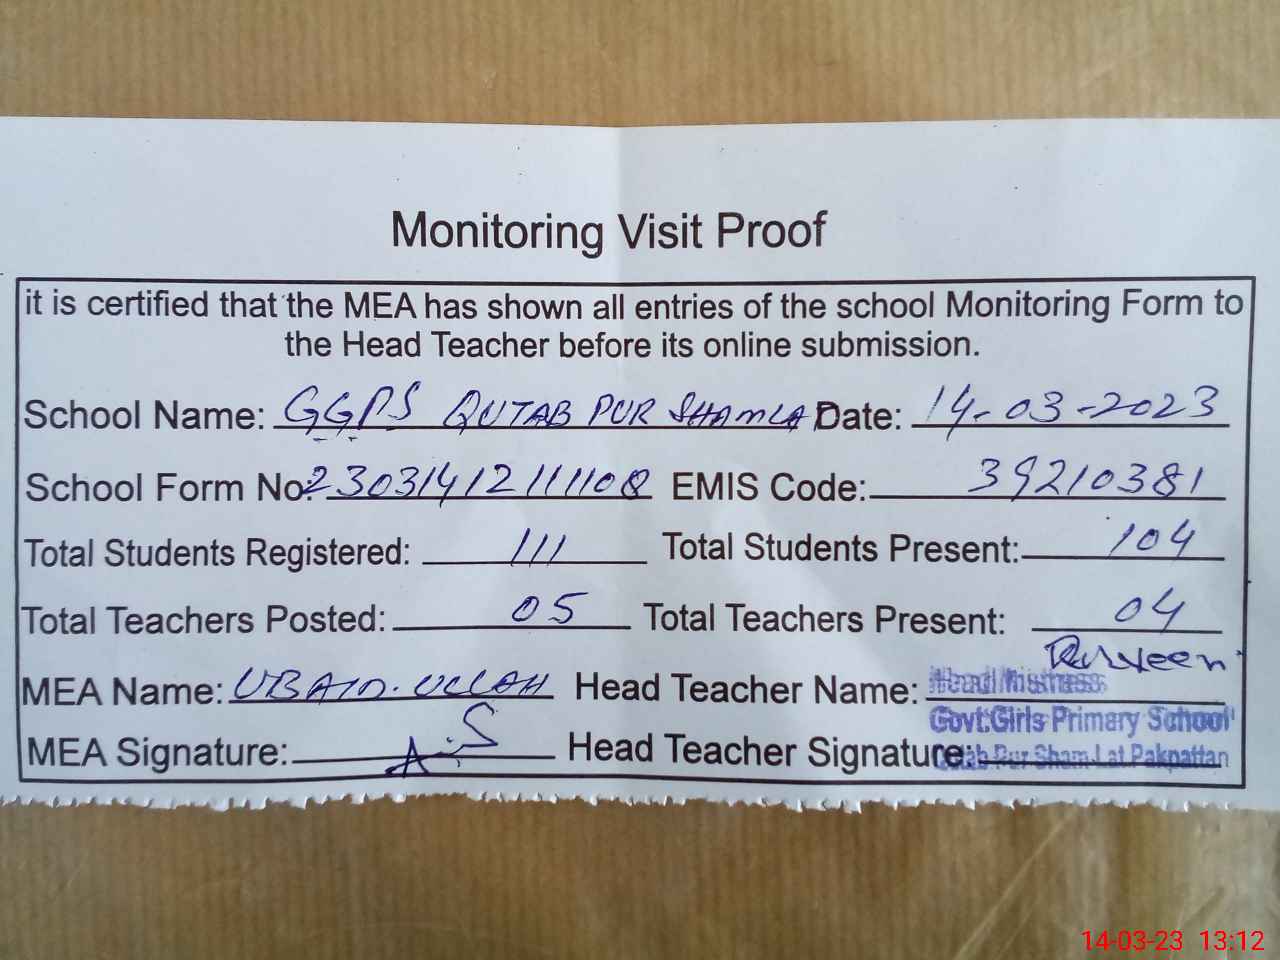 Monitoring Visit Proof
it is certified that the MEA has shown all entries of the school Monitoring Form to
the Head Teacher before its online submission.
School Name: GGPS QUTAB PUR SHAMLAT Date: 14-03-2023
School Form No: 23031412111108 EMIS Code: 39210381
Total Students Registered: 111 Total Students Present: 104
Total Teachers Posted: 05 Total Teachers Present: 04
MEA Name: UBAID.ULLAH Head Teacher Name: Parveen
Head Mistress
Govt:Girls Primary School
MEA Signature: Head Teacher Signature:
Qutab Pur Sham Lat Pakpattan
14-03-23 13:12